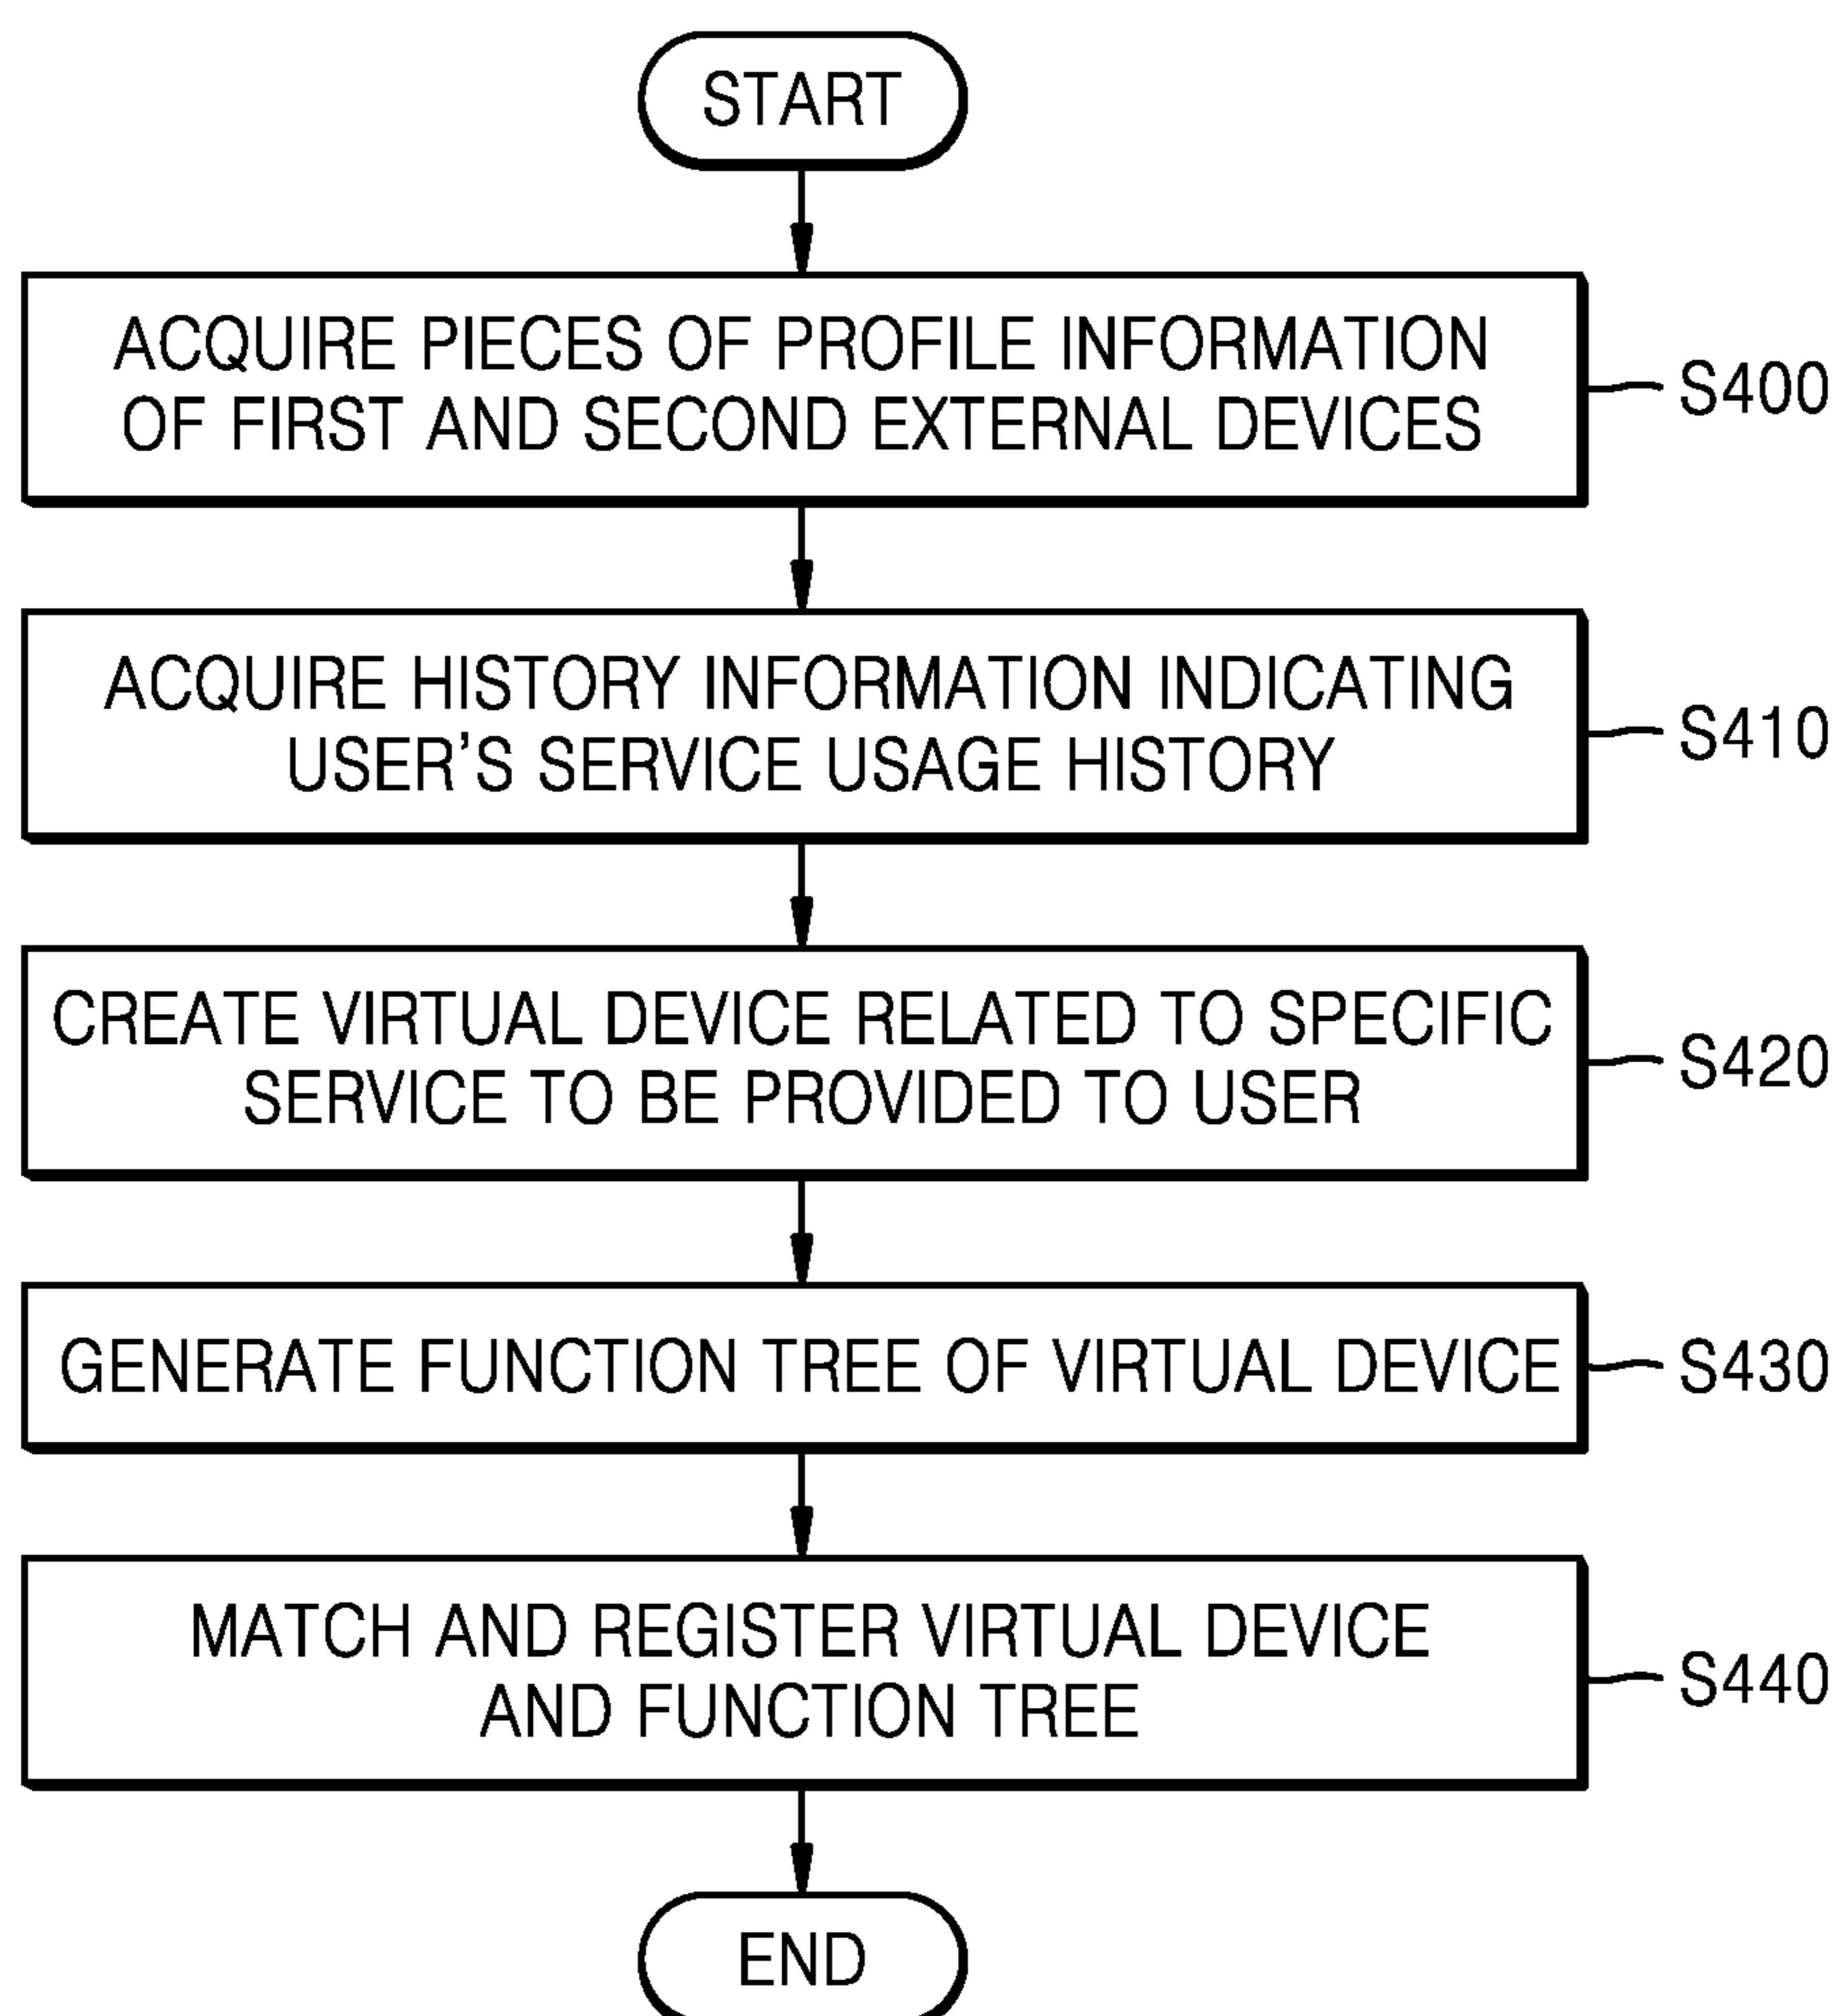 START
ACQUIRE PIECES OF PROFILE INFORMATION
OF FIRST AND SECOND EXTERNAL DEVICES
S400
ACQUIRE HISTORY INFORMATION INDICATING
USER'S SERVICE USAGE HISTORY
S410
CREATE VIRTUAL DEVICE RELATED TO SPECIFIC
SERVICE TO BE PROVIDED TO USER
S420
GENERATE FUNCTION TREE OF VIRTUAL DEVICE
S430
MATCH AND REGISTER VIRTUAL DEVICE
AND FUNCTION TREE
S440
END